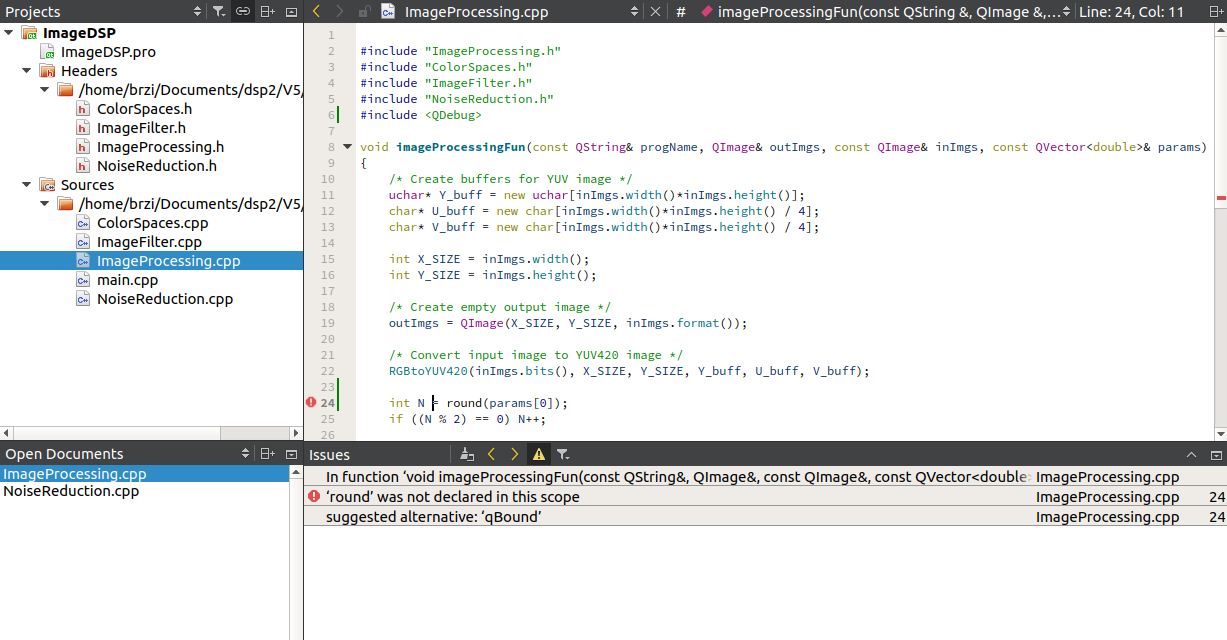 Projects
ImageDSP
ImageDSP.pro
Headers
/home/brzi/Documents/dsp2/V5/
ColorSpaces.h
ImageFilter.h
ImageProcessing.h
NoiseReduction.h
Sources
/home/brzi/Documents/dsp2/V5/
ColorSpaces.cpp
ImageFilter.cpp
ImageProcessing.cpp
main.cpp
NoiseReduction.cpp
Open Documents
ImageProcessing.cpp
NoiseReduction.cpp
ImageProcessing.cpp # imageProcessingFun(const QString &, QImage &,... Line: 24, Col: 11
1
2 #include "ImageProcessing.h"
3 #include "ColorSpaces.h"
4 #include "ImageFilter.h"
5 #include "NoiseReduction.h"
6 #include <QDebug>
7
8 void imageProcessingFun(const QString& progName, QImage& outImgs, const QImage& inImgs, const QVector<double>& params)
9 {
10 /* Create buffers for YUV image */
11 uchar* Y_buff = new uchar[inImgs.width()*inImgs.height()];
12 char* U_buff = new char[inImgs.width()*inImgs.height() / 4];
13 char* V_buff = new char[inImgs.width()*inImgs.height() / 4];
14
15 int X_SIZE = inImgs.width();
16 int Y_SIZE = inImgs.height();
17
18 /* Create empty output image */
19 outImgs = QImage(X_SIZE, Y_SIZE, inImgs.format());
20
21 /* Convert input image to YUV420 image */
22 RGBtoYUV420(inImgs.bits(), X_SIZE, Y_SIZE, Y_buff, U_buff, V_buff);
23
24 int N = round(params[0]);
25 if ((N % 2) == 0) N++;
26
Issues
In function ‘void imageProcessingFun(const QString&, QImage&, const QImage&, const QVector<double> ImageProcessing.cpp
‘round’ was not declared in this scope ImageProcessing.cpp 24
suggested alternative: ‘qBound’ ImageProcessing.cpp 24